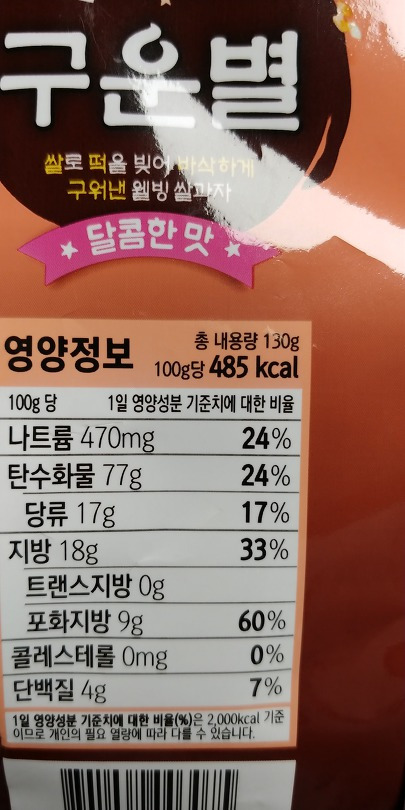 구운별
쌀로 떡을 빚어 바삭하게
구워낸 웰빙 쌀과자
달콤한 맛
영양정보
총 내용량 130g
100g당 485 kcal
100g 당 1일 영양성분 기준치에 대한 비율
나트륨 470mg 24%
탄수화물 77g 24%
당류 17g 17%
지방 18g 33%
트랜스지방 0g
포화지방 9g 60%
콜레스테롤 0mg 0%
단백질 4g 7%
1일 영양성분 기준치에 대한 비율(%)은 2,000kcal 기준
이므로 개인의 필요 열량에 따라 다를 수 있습니다.